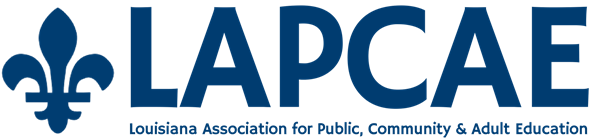 LAPCAE
Louisiana Association for Public, Community & Adult Education